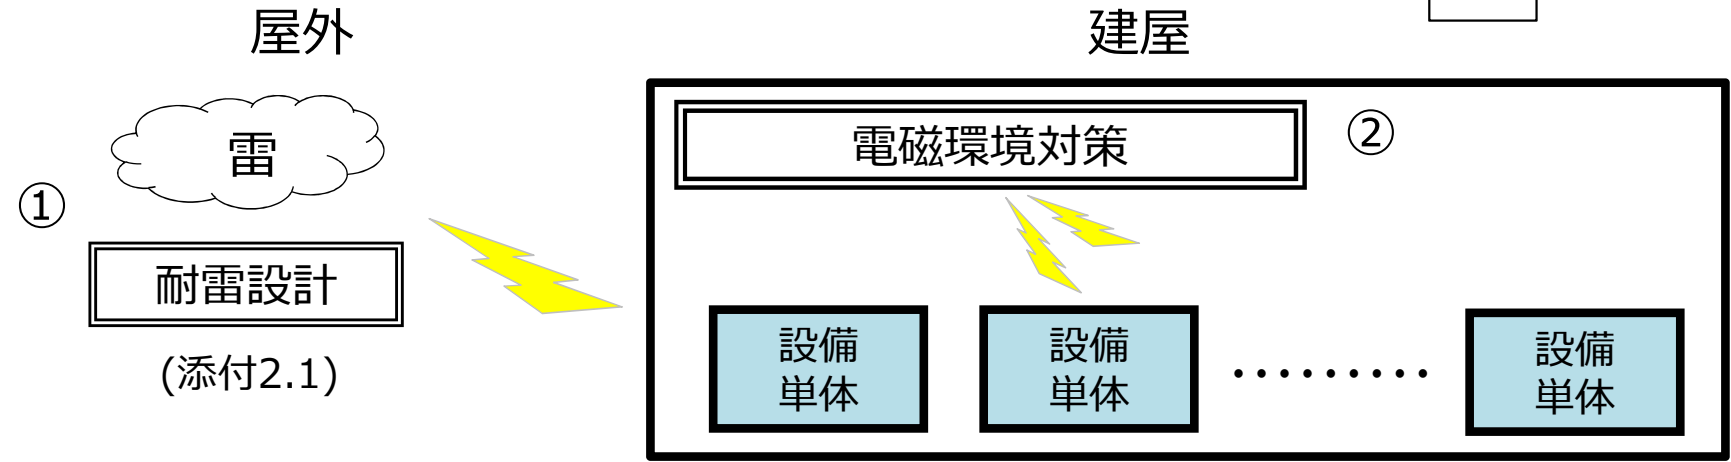 屋外
建屋
雷
①
耐雷設計
(添付2.1)
電磁環境対策
②
設備
単体
設備
単体
・・・・・・・・・
設備
単体